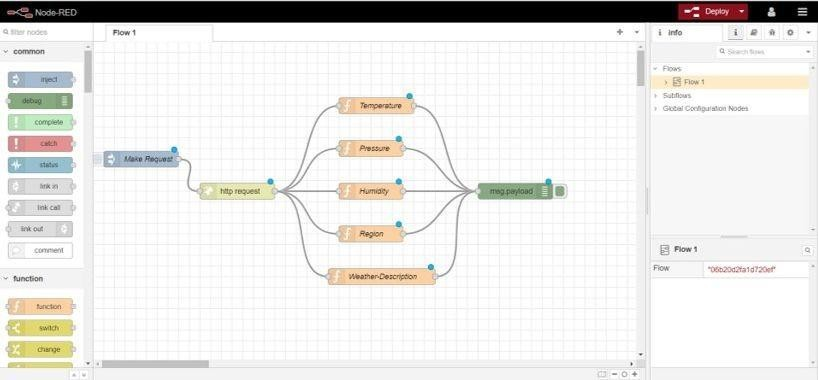 Node-RED
Deploy
filter nodes
Flow 1
info
i
Search flows
common
Flows
Flow 1
Subflows
Global Configuration Nodes
inject
debug
complete
catch
status
link in
link call
link out
comment
Temperature
Make Request
Pressure
http request
Humidity
msg.payload
Region
Weather-Description
Flow 1
Flow "06b20d2fa1d720ef"
function
function
switch
change